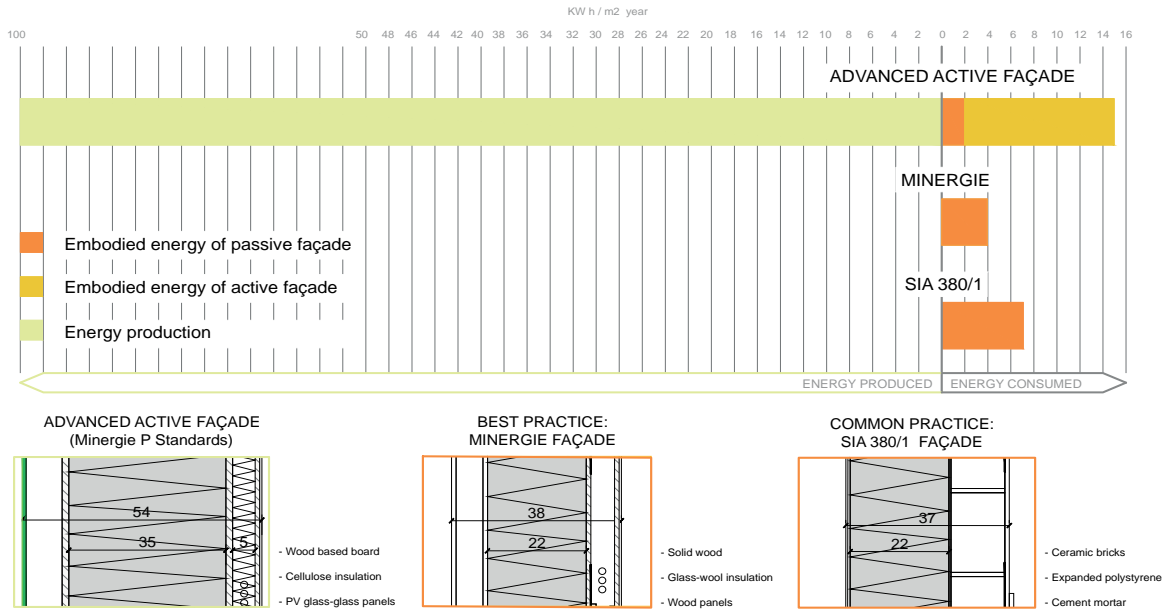 KW h / m2 year
100 50 48 46 44 42 40 38 36 34 32 30 28 26 24 22 20 18 16 14 12 10 8 6 4 2 0 2 4 6 8 10 12 14 16
ADVANCED ACTIVE FAÇADE
MINERGIE
Embodied energy of passive façade
SIA 380/1
Embodied energy of active façade
Energy production
ENERGY PRODUCED
ENERGY CONSUMED
ADVANCED ACTIVE FAÇADE
(Minergie P Standards)
54
35
5
- Wood based board
- Cellulose insulation
- PV glass-glass panels
BEST PRACTICE:
MINERGIE FAÇADE
38
22
- Solid wood
- Glass-wool insulation
- Wood panels
COMMON PRACTICE:
SIA 380/1 FAÇADE
37
22
- Ceramic bricks
- Expanded polystyrene
- Cement mortar